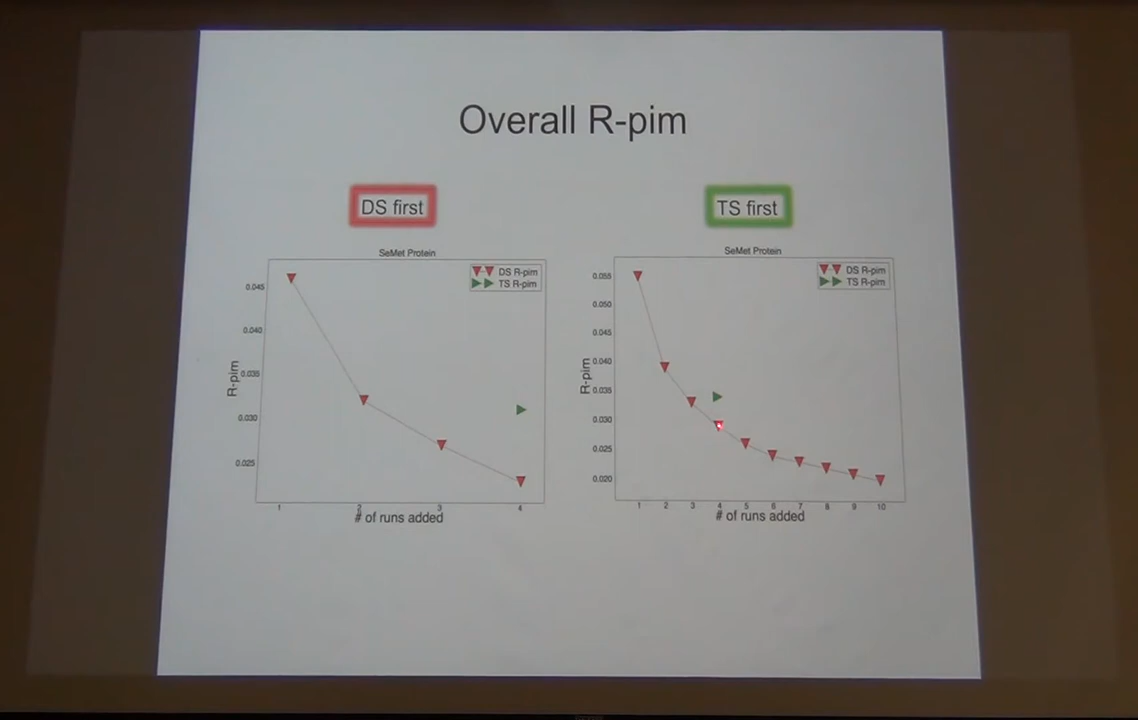 Overall R-pim
DS first
SeMet Protein
DS R-pim
TS R-pim
0.045
0.040
0.035
0.030
0.025
R-pim
1
2
3
4
# of runs added
TS first
SeMet Protein
DS R-pim
TS R-pim
0.055
0.050
0.045
0.040
0.035
0.030
0.025
0.020
R-pim
1
2
3
4
5
6
7
8
9
10
# of runs added